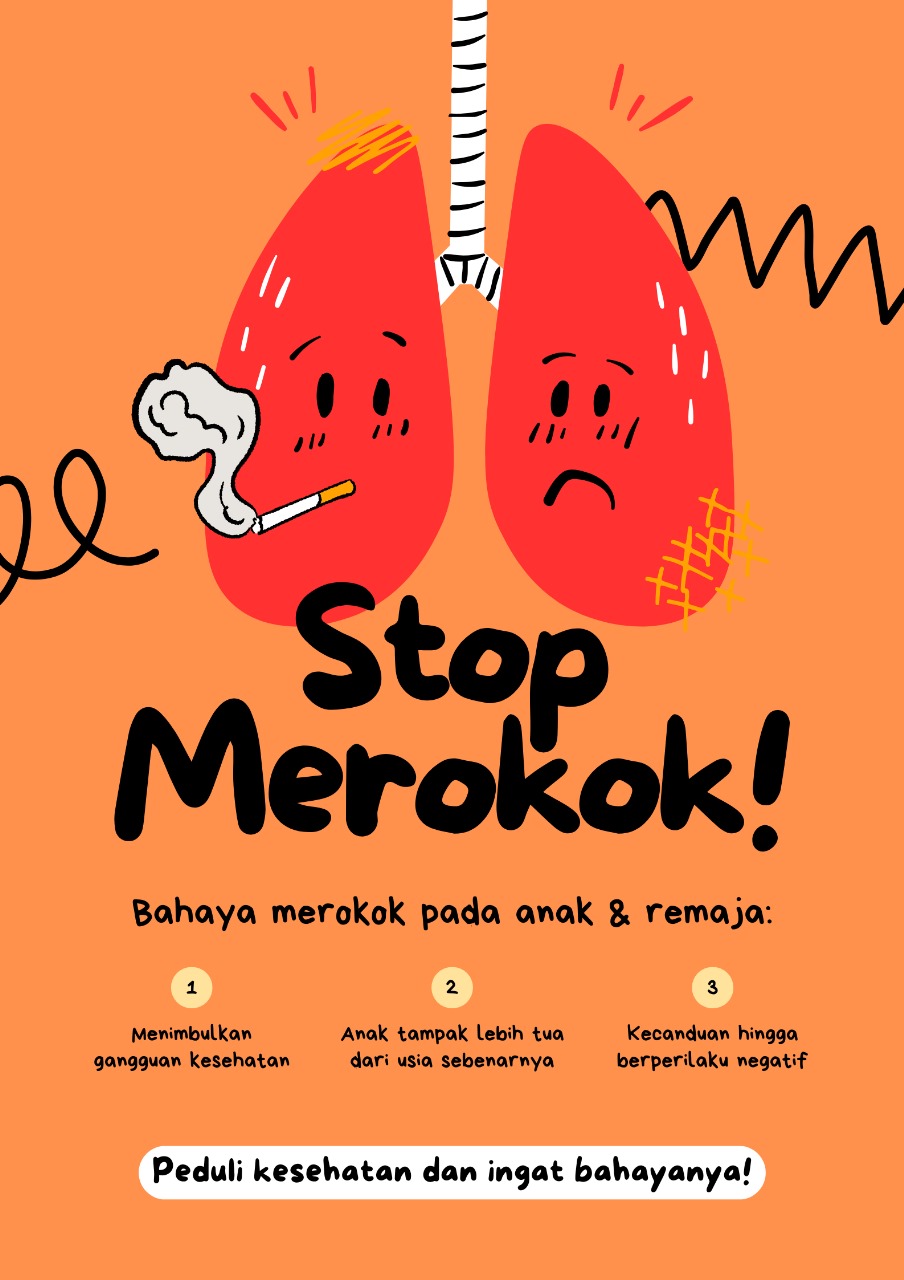 Stop
Merokok!
Bahaya merokok pada anak & remaja:
1
Menimbulkan
gangguan kesehatan
2
Anak tampak lebih tua
dari usia sebenarnya
3
Kecanduan hingga
berperilaku negatif
Peduli kesehatan dan ingat bahayanya!